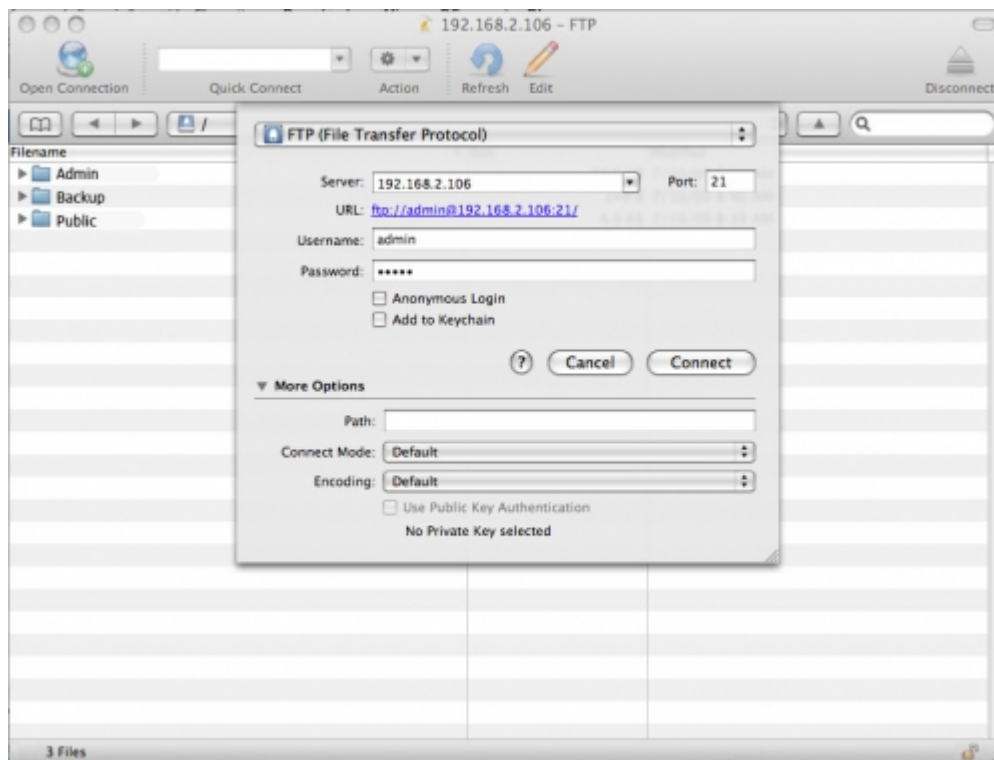 192.168.2.106 – FTP
Open Connection
Quick Connect
Action
Refresh
Edit
Disconnect
/
Filename
Admin
Backup
Public
FTP (File Transfer Protocol)
Server: 192.168.2.106 Port: 21
URL: ftp://admin@192.168.2.106:21/
Username: admin
Password: •••••
Anonymous Login
Add to Keychain
? Cancel Connect
More Options
Path:
Connect Mode: Default
Encoding: Default
Use Public Key Authentication
No Private Key selected
3 Files